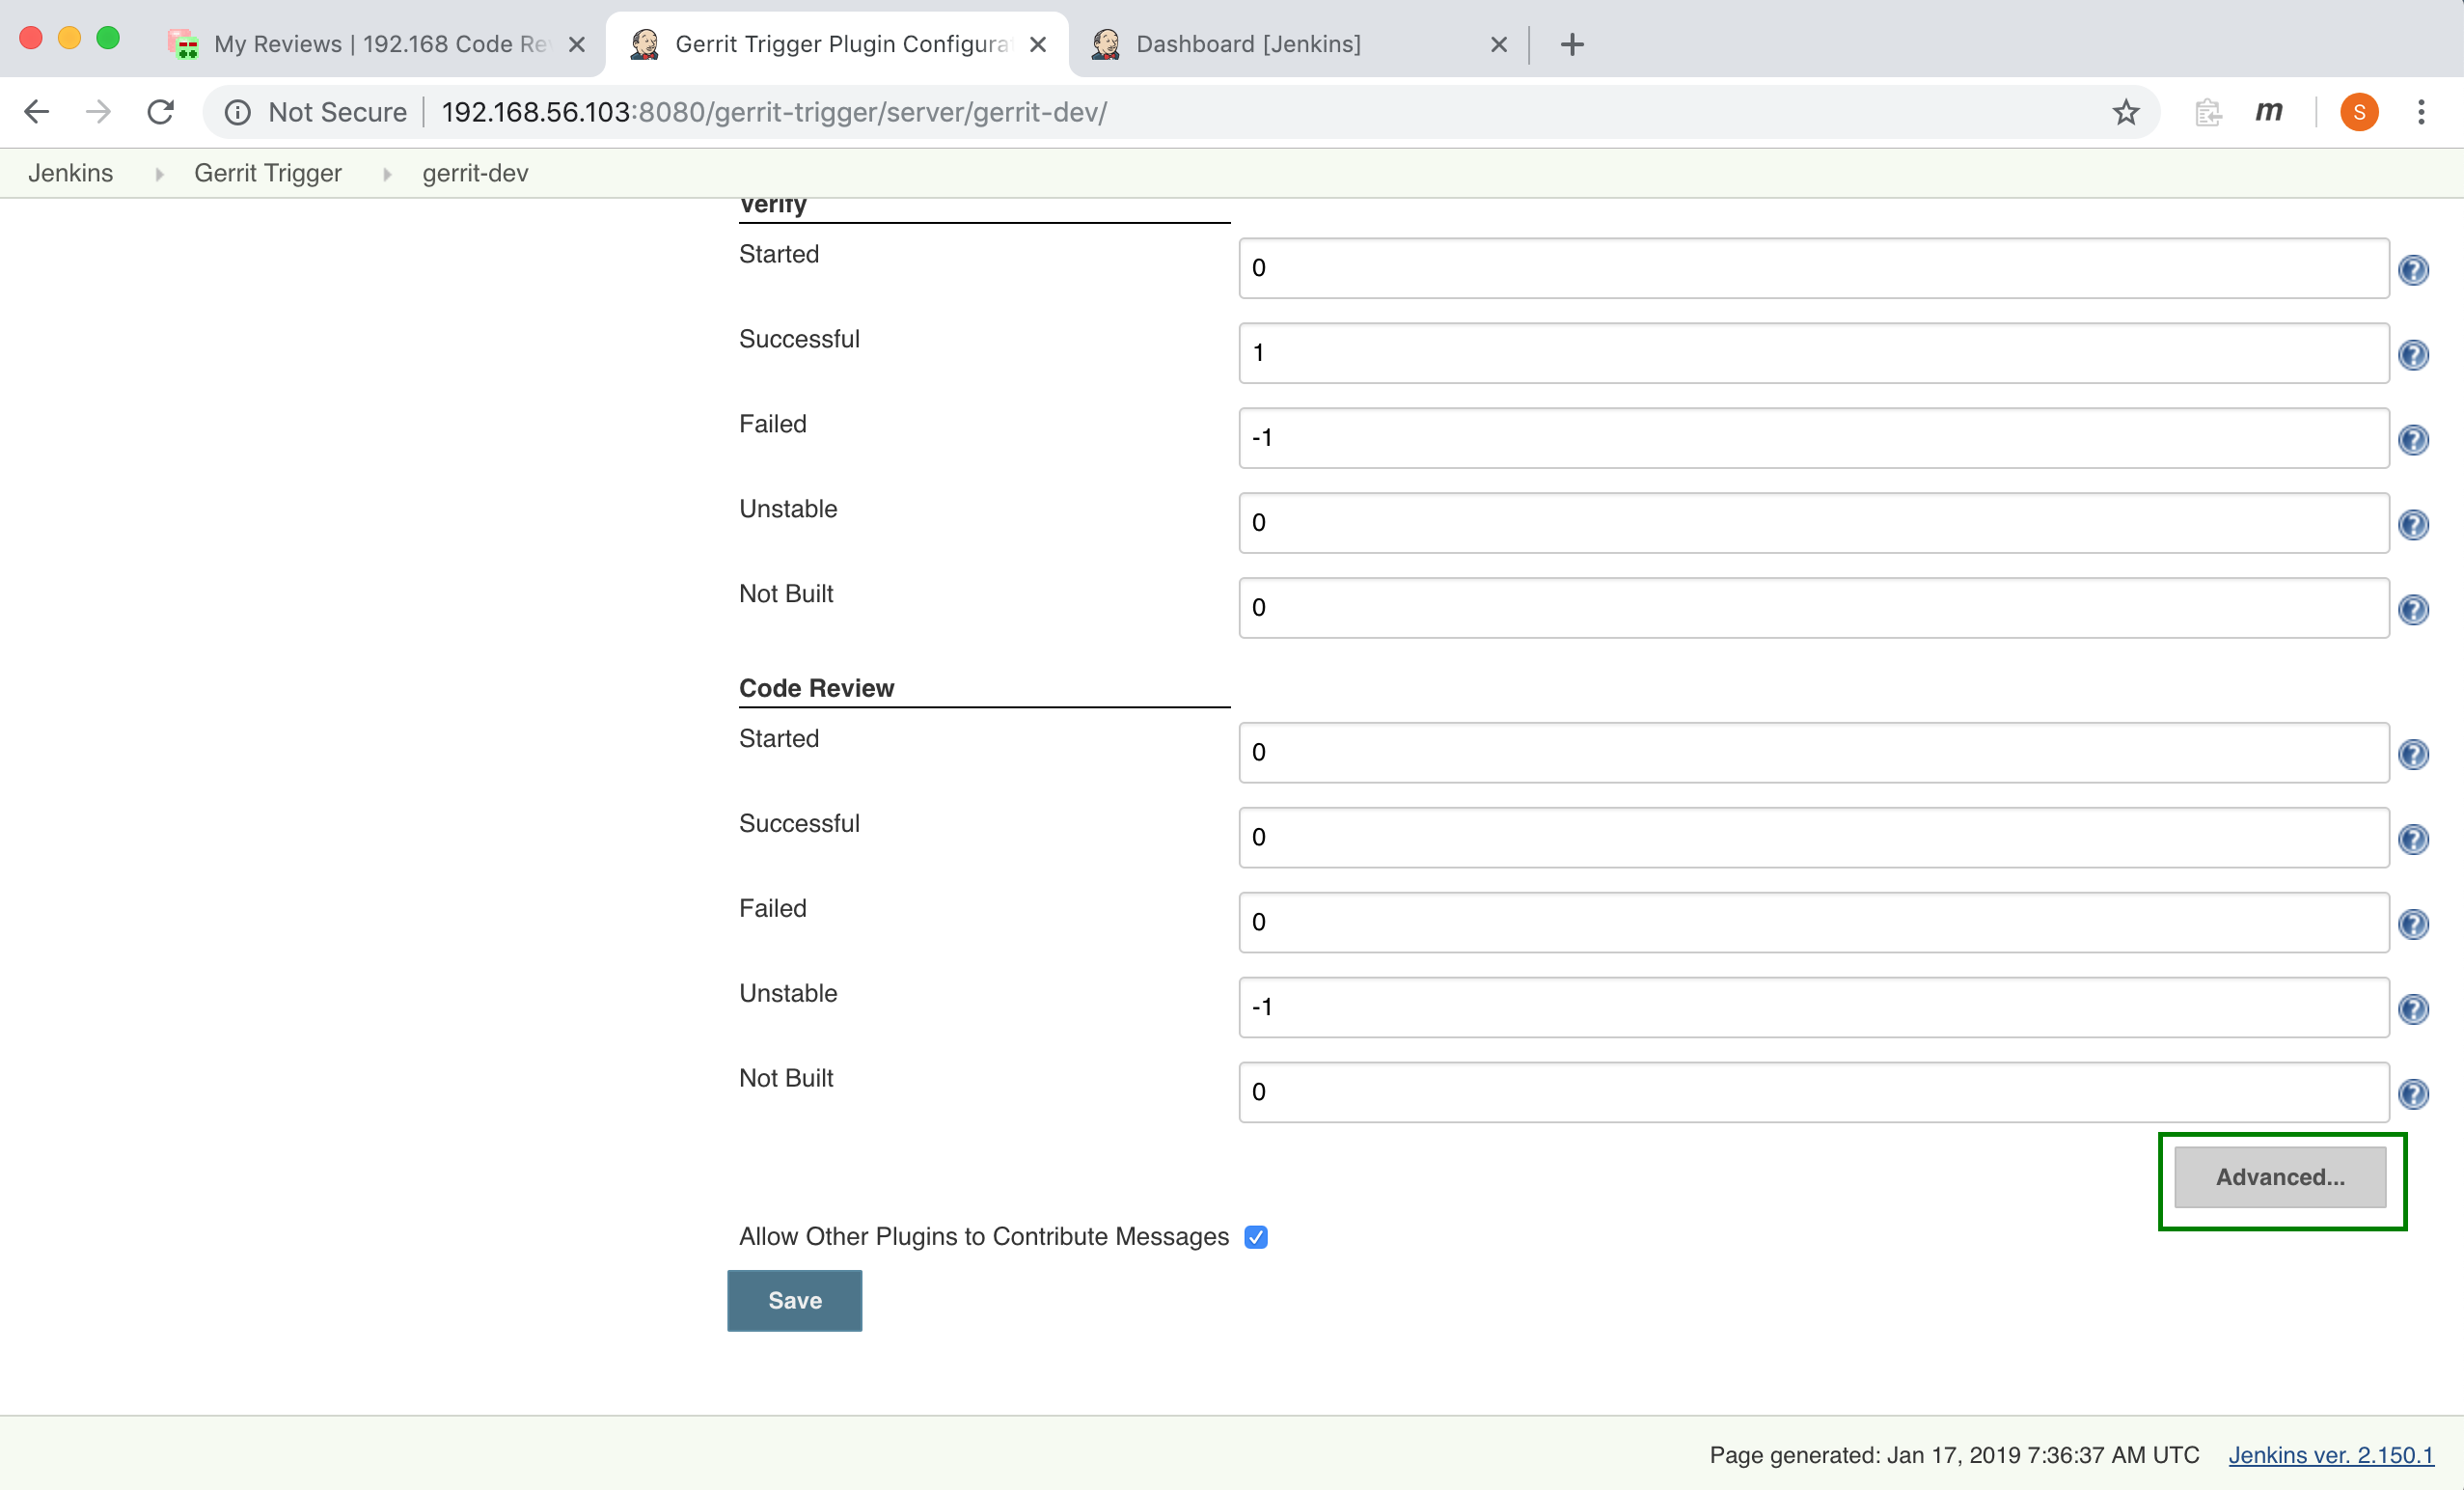 My Reviews | 192.168 Code Re
Gerrit Trigger Plugin Configura
Dashboard [Jenkins]
Not Secure
192.168.56.103:8080/gerrit-trigger/server/gerrit-dev/
m
S
Jenkins
Gerrit Trigger
gerrit-dev
Verify
Started
0
Successful
1
Failed
-1
Unstable
0
Not Built
0
Code Review
Started
0
Successful
0
Failed
0
Unstable
-1
Not Built
0
Advanced...
Allow Other Plugins to Contribute Messages
Save
Page generated: Jan 17, 2019 7:36:37 AM UTC
Jenkins ver. 2.150.1